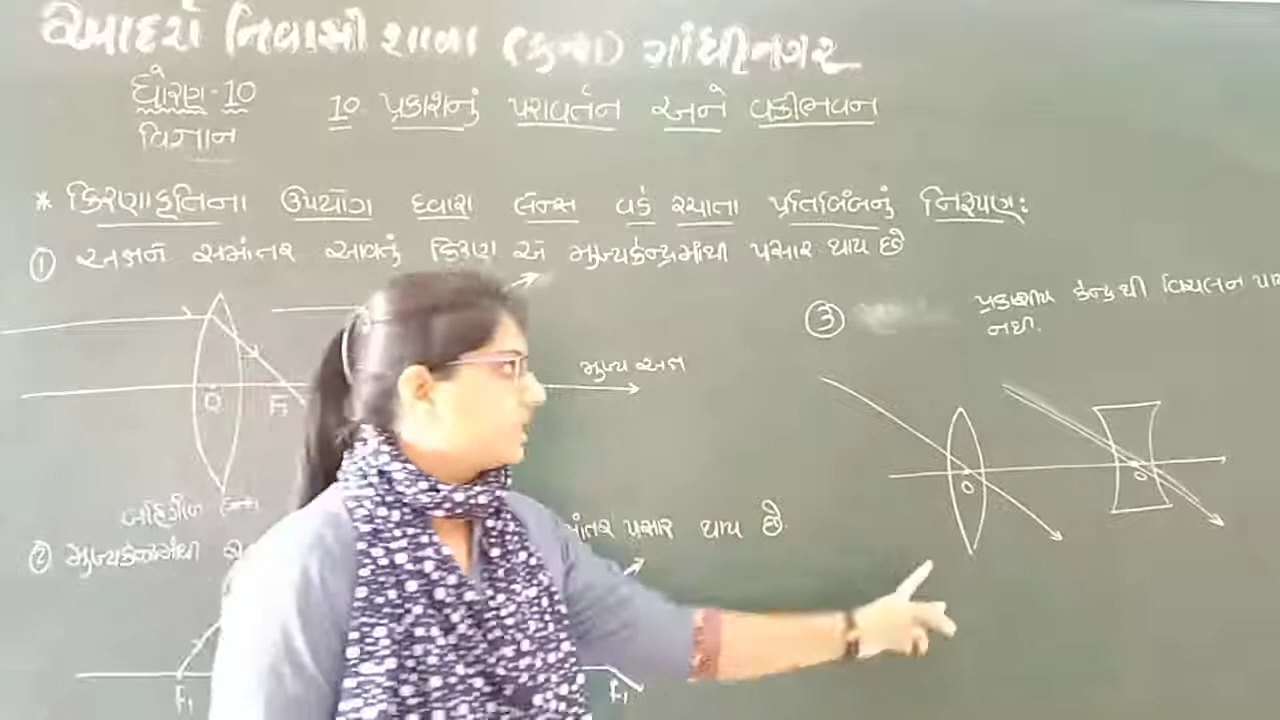 આદર્શ નિવાસી શાળા (કન્યા) ગાંધીનગર
ધોરણ-10
વિજ્ઞાન
10 પ્રકાશનું પરાવર્તન અને વક્રીભવન
* કિરણાકૃતિના ઉપયોગ દ્વારા લેન્સ વડે રચાતા પ્રતિબિંબનું નિરૂપણ:
① અક્ષને સમાંતર આવતું કિરણ એ મુખ્યકેન્દ્રમાંથી પસાર થાય છે
O
F₂
મુખ્ય અક્ષ
બહિર્ગોળ લેન્સ
② મુખ્યકેન્દ્રમાંથી
પસાર થાય છે.
F₁
F₁
③ પ્રકાશીય કેન્દ્રથી વિચલન
નથી.
O
O